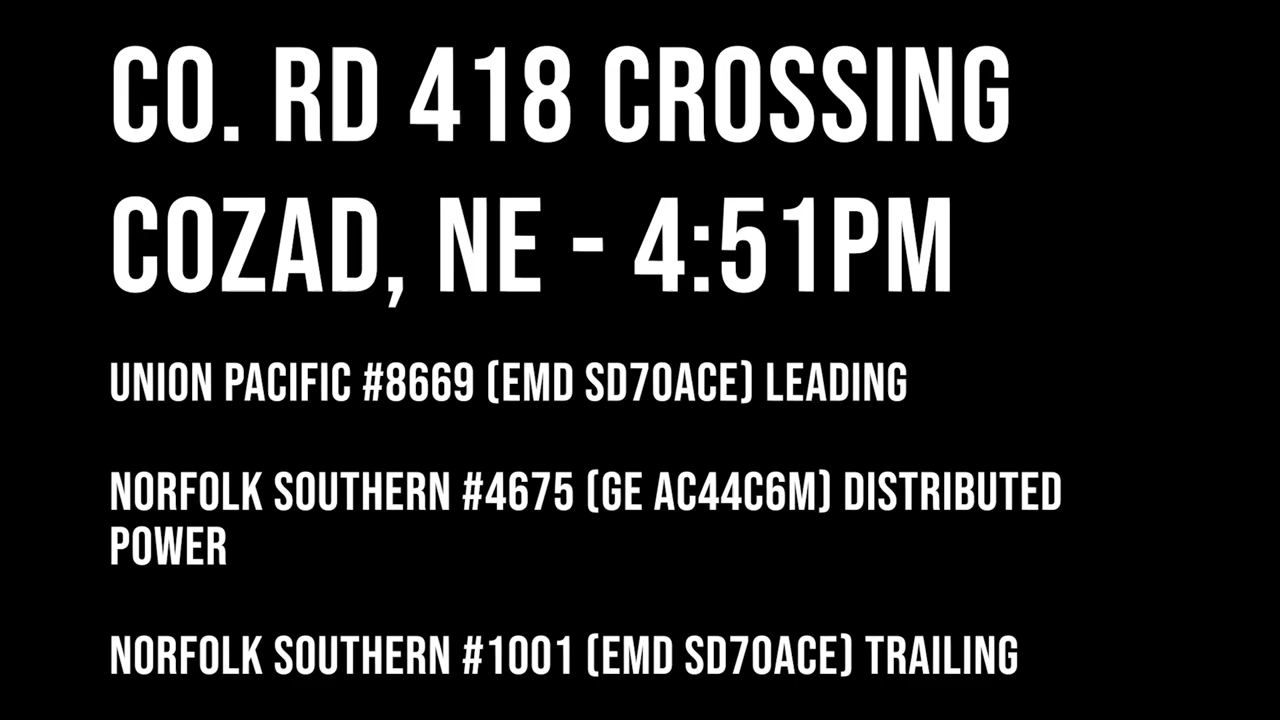 CO. RD 418 CROSSING
COZAD, NE - 4:51PM
UNION PACIFIC #8669 (EMD SD70ACE) LEADING
NORFOLK SOUTHERN #4675 (GE AC44C6M) DISTRIBUTED
POWER
NORFOLK SOUTHERN #1001 (EMD SD70ACE) TRAILING